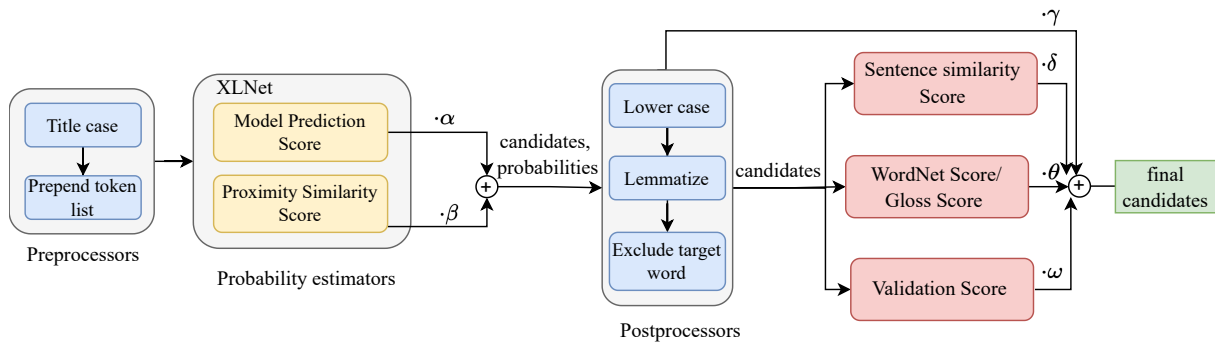 Title case
Prepend token
list
Preprocessors
XLNet
Model Prediction
Score
Proximity Similarity
Score
Probability estimators
·α
·β
+
candidates,
probabilities
Lower case
Lemmatize
Exclude target
word
Postprocessors
candidates
·γ
Sentence similarity
Score
·δ
WordNet Score/
Gloss Score
·θ
Validation Score
·ω
+
final
candidates